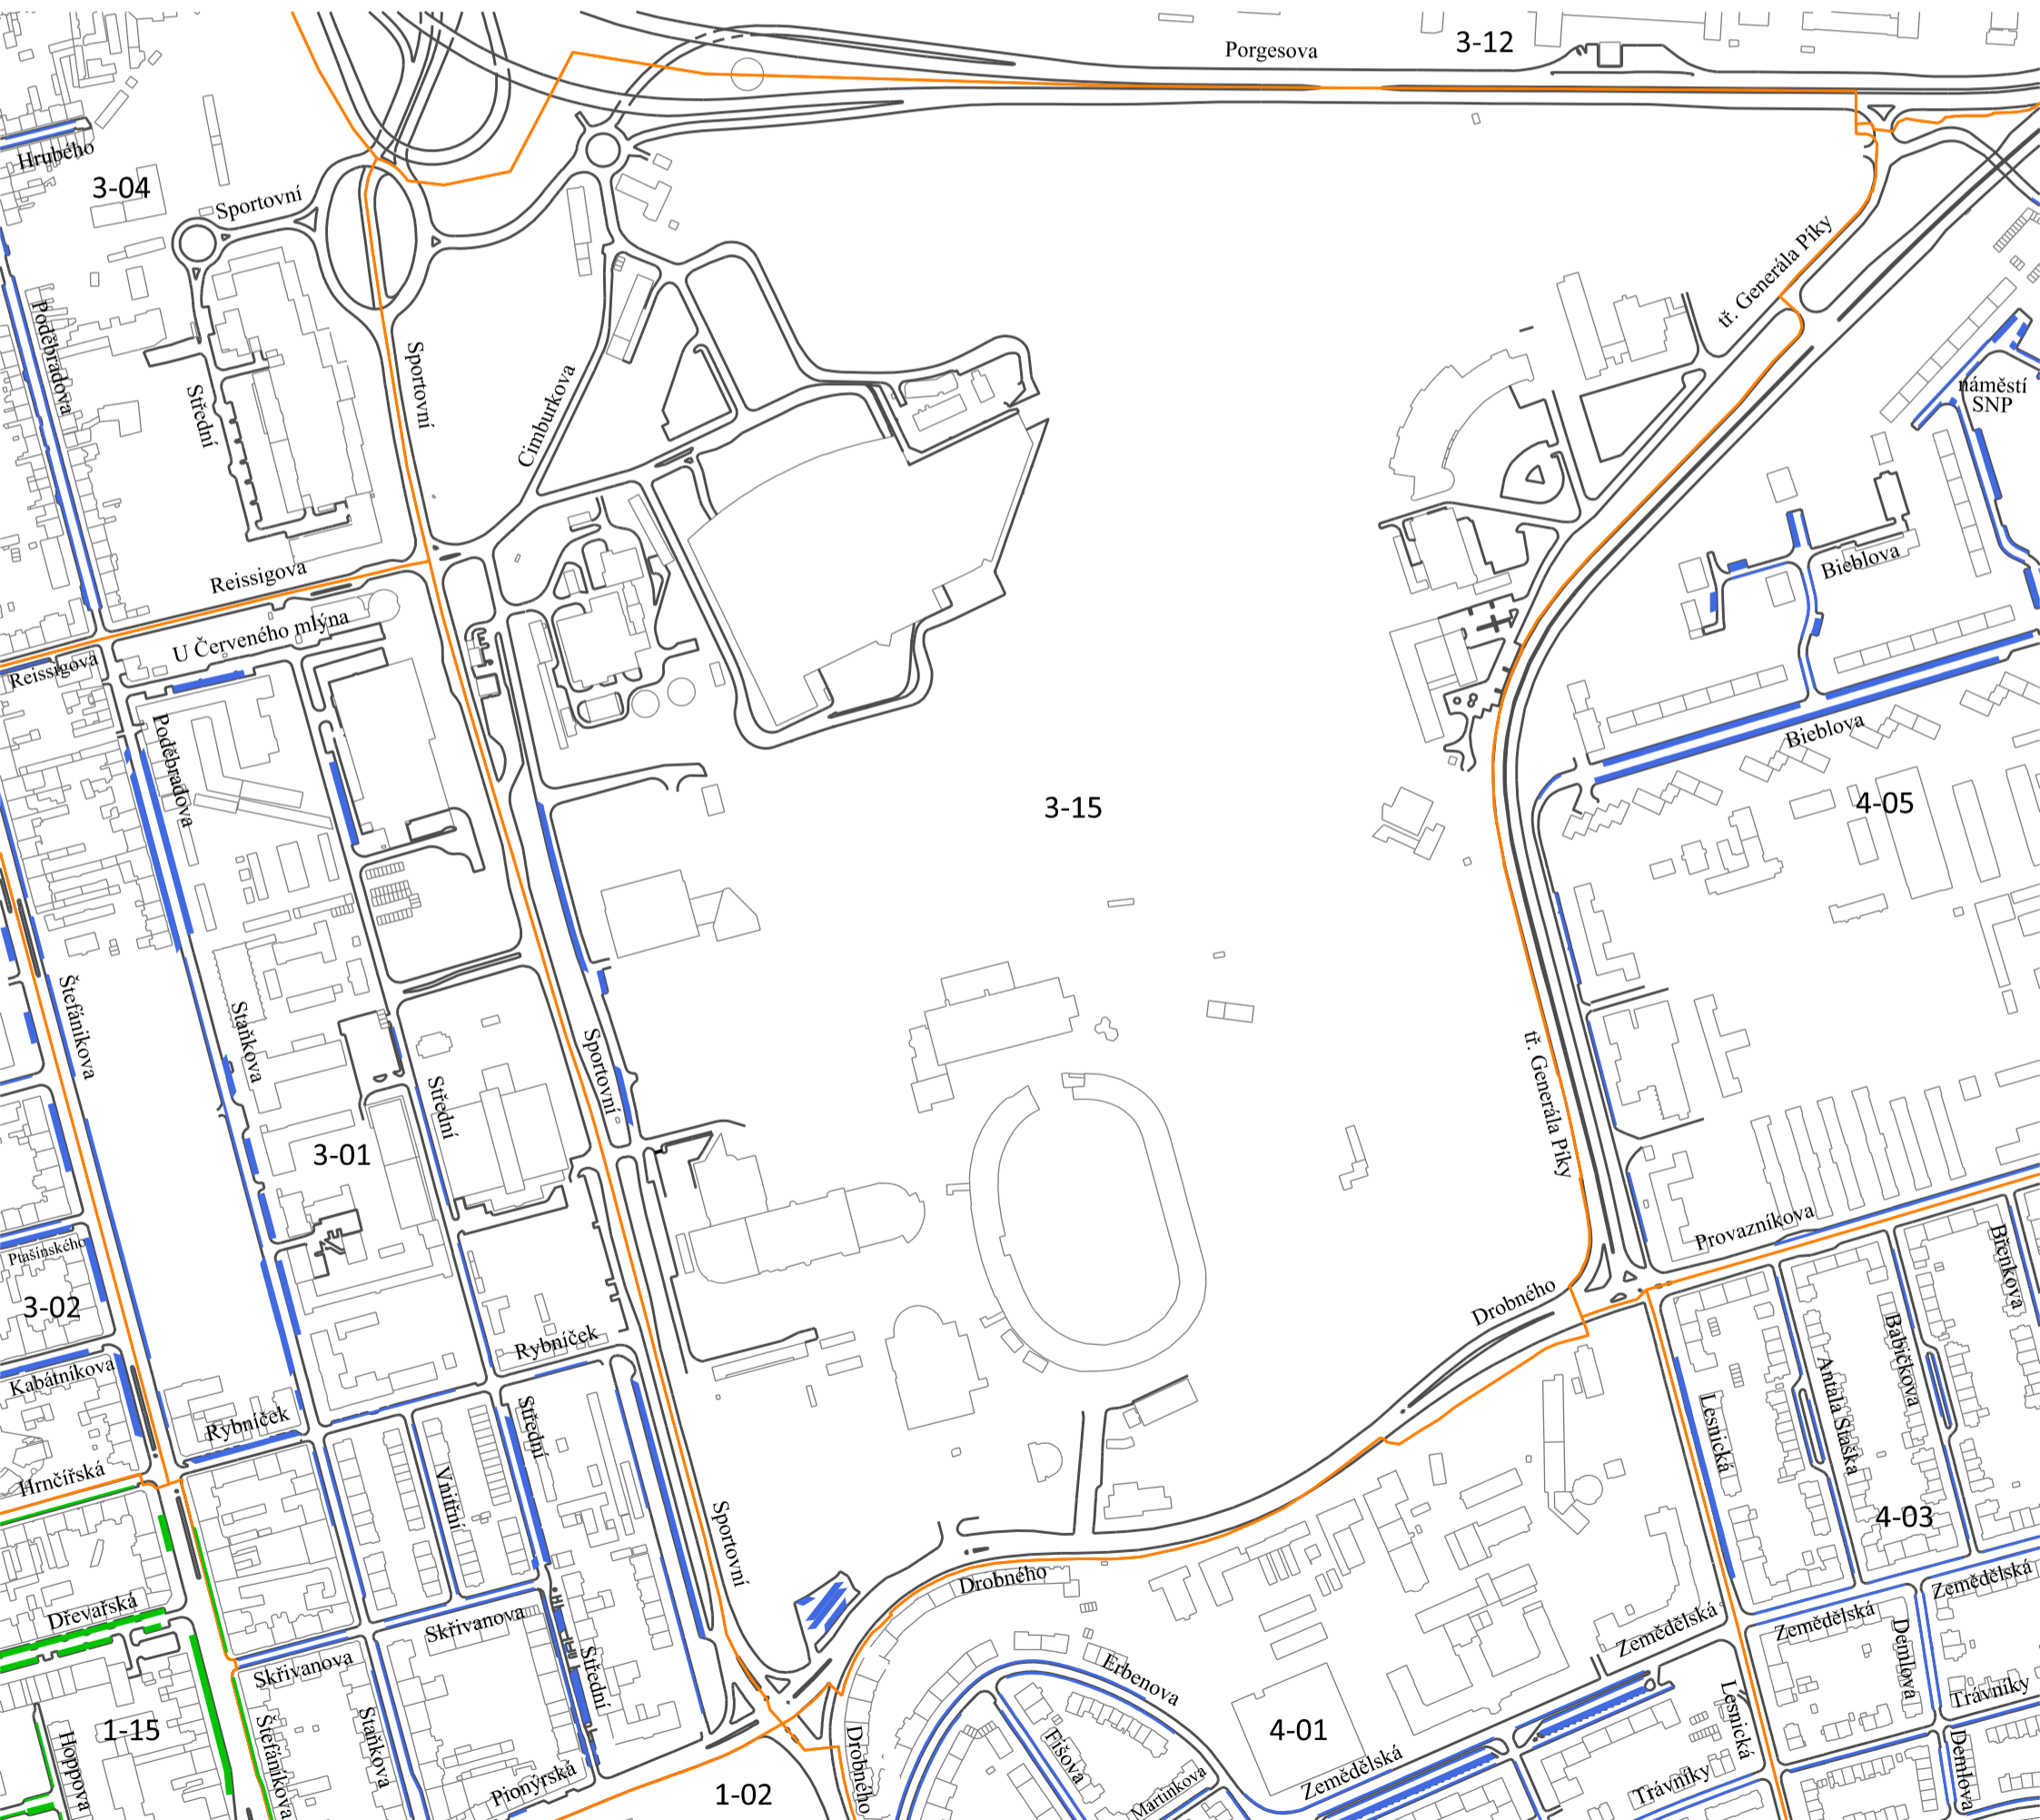 Porgesova
3-12
Hrubého
3-04
Sportovní
tř. Generála Píky
Poděbradova
Střední
Sportovní
Cimburkova
náměstí
SNP
Reissigova
Bieblova
U Červeného mlýna
Reissigova
Poděbradova
Bieblova
3-15
4-05
Štefánikova
Staňkova
Sportovní
Střední
tř. Generála Píky
3-01
Provazníkova
Ptašínského
Břenkova
3-02
Drobného
Rybníček
Babičkova
Kabátníkova
Antala Staška
Lesnická
Rybníček
Střední
Hrnčířská
Vnitřní
Sportovní
4-03
Drobného
Zemědělská
Dřevařská
Skřivanova
Zemědělská
Zemědělská
Demlova
Skřivanova
Střední
Erbenova
Trávníky
Lesnická
1-15
Hoppova
Štefánikova
Staňkova
Drobného
Fišova
4-01
Zemědělská
Demlova
Pionýrská
1-02
Martinkova
Trávníky